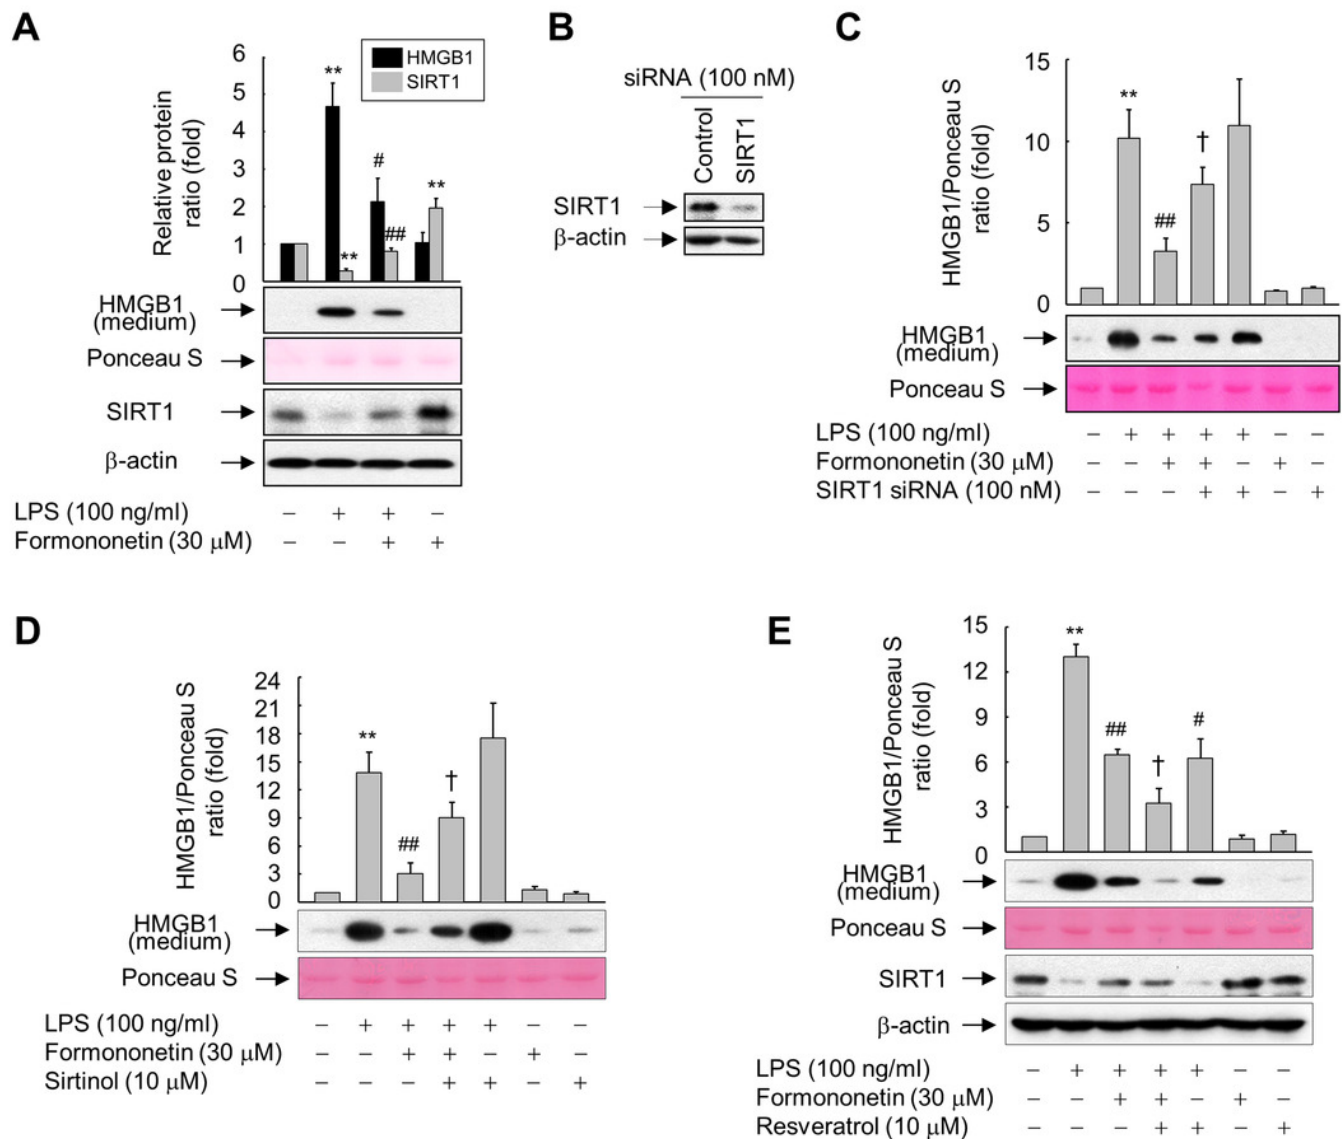 A
Relative protein
ratio (fold)
6
5
4
3
2
1
0
HMGB1
SIRT1
**
**
#
##
**
HMGB1
(medium)
Ponceau S
SIRT1
β-actin
LPS (100 ng/ml) – + + –
Formononetin (30 μM) – – + +
B
siRNA (100 nM)
Control
SIRT1
SIRT1
β-actin
C
HMGB1/Ponceau S
ratio (fold)
15
10
5
0
**
##
†
HMGB1
(medium)
Ponceau S
LPS (100 ng/ml) – + + + + – –
Formononetin (30 μM) – – + + – + –
SIRT1 siRNA (100 nM) – – – + + – +
D
HMGB1/Ponceau S
ratio (fold)
24
21
18
15
12
9
6
3
0
**
##
†
HMGB1
(medium)
Ponceau S
LPS (100 ng/ml) – + + + + – –
Formononetin (30 μM) – – + + – + –
Sirtinol (10 μM) – – – + + – +
E
HMGB1/Ponceau S
ratio (fold)
15
12
9
6
3
0
**
##
†
#
HMGB1
(medium)
Ponceau S
SIRT1
β-actin
LPS (100 ng/ml) – + + + + – –
Formononetin (30 μM) – – + + – + –
Resveratrol (10 μM) – – – + + – +